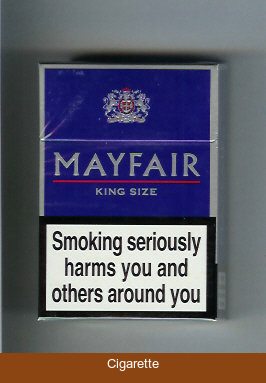 MAYFAIR
KING SIZE
Smoking seriously
harms you and
others around you
Cigarette